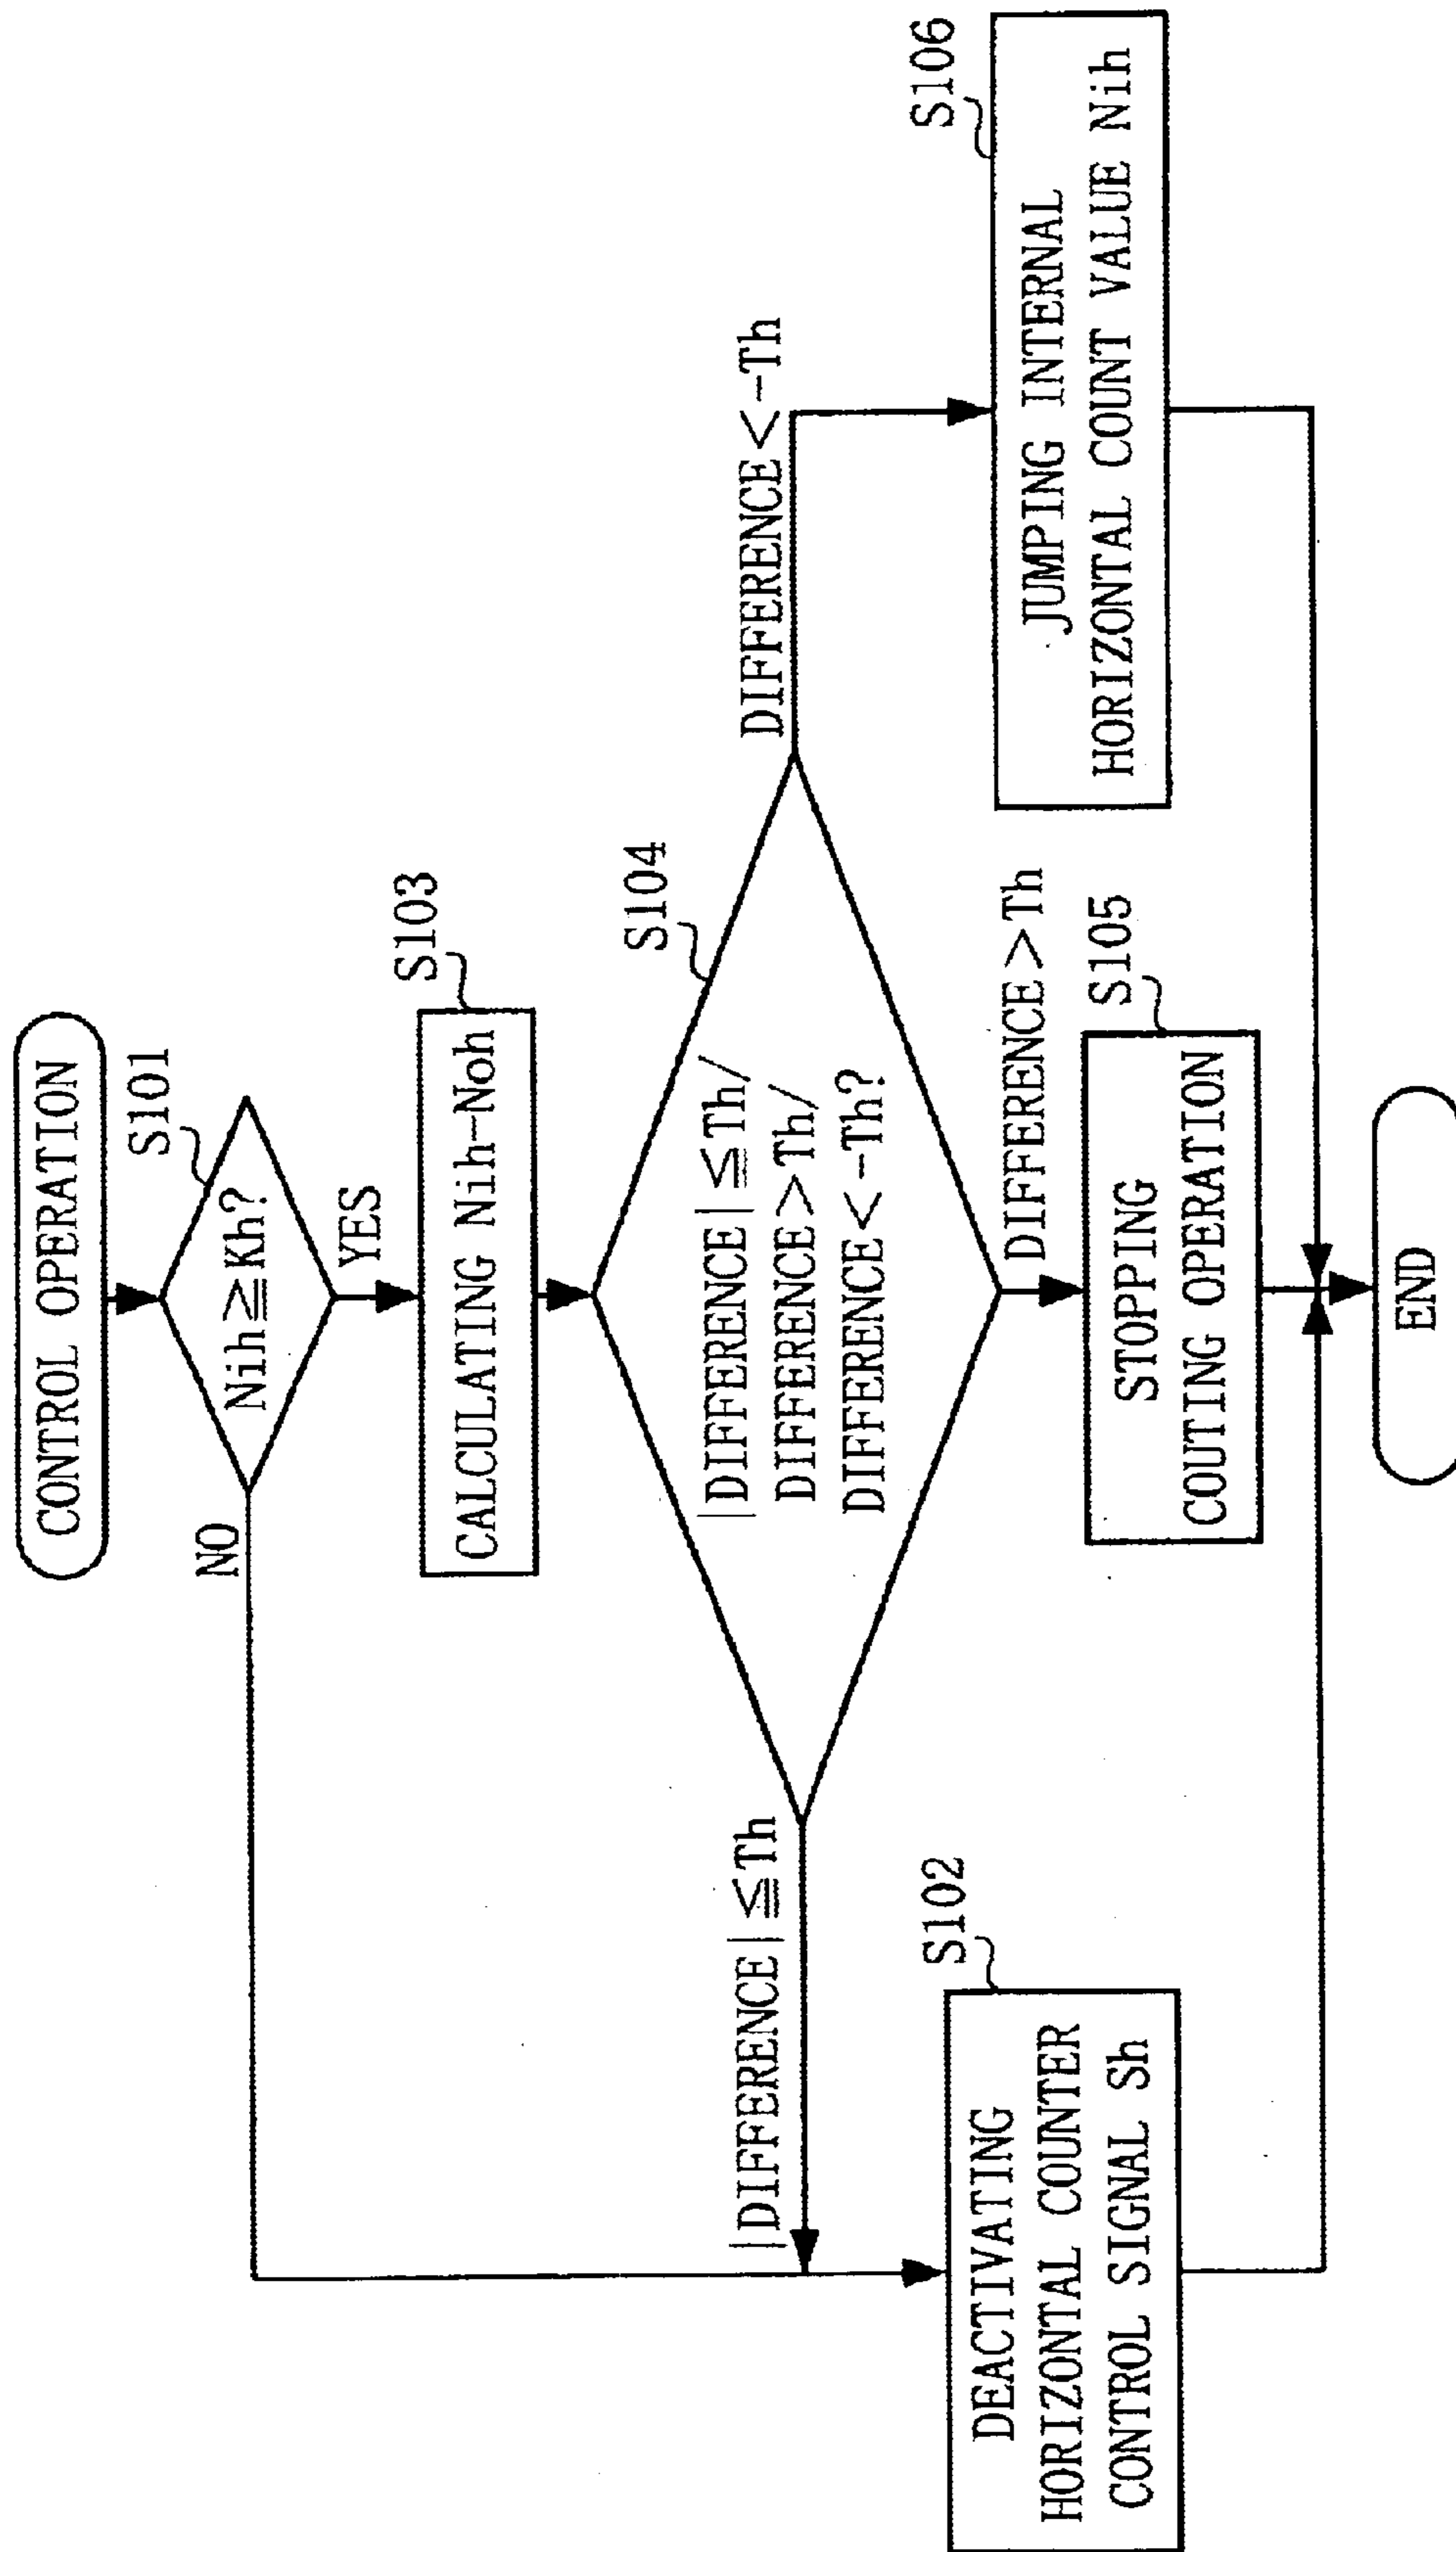 CONTROL OPERATION
S101
Nih≧Kh?
NO
YES
S103
CALCULATING Nih-Noh
S104
|DIFFERENCE|≦Th/
DIFFERENCE>Th/
DIFFERENCE<-Th?
|DIFFERENCE|≦Th
DIFFERENCE<-Th
DIFFERENCE>Th
S102
DEACTIVATING
HORIZONTAL COUNTER
CONTROL SIGNAL Sh
S105
STOPPING
COUTING OPERATION
S106
JUMPING INTERNAL
HORIZONTAL COUNT VALUE Nih
END